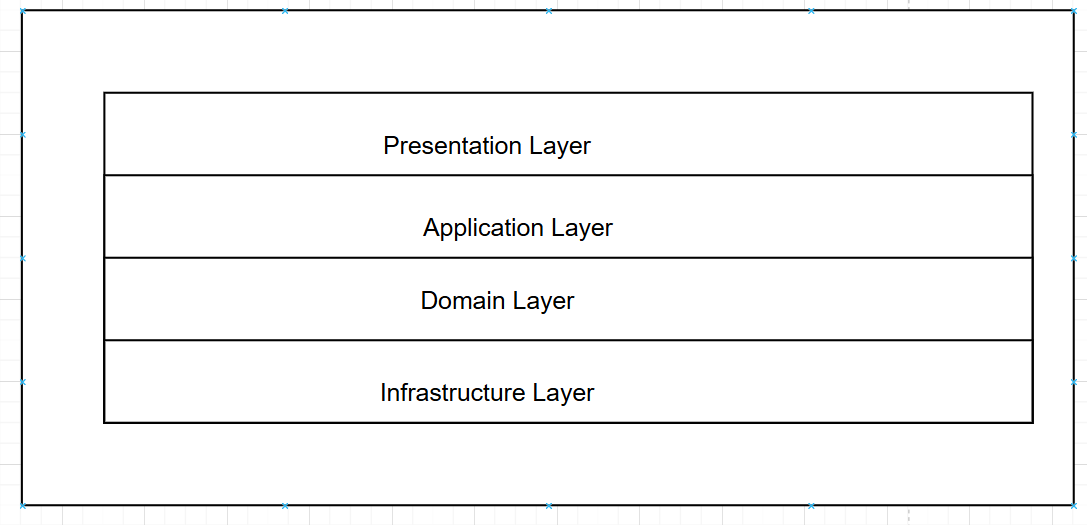 Presentation Layer
Application Layer
Domain Layer
Infrastructure Layer